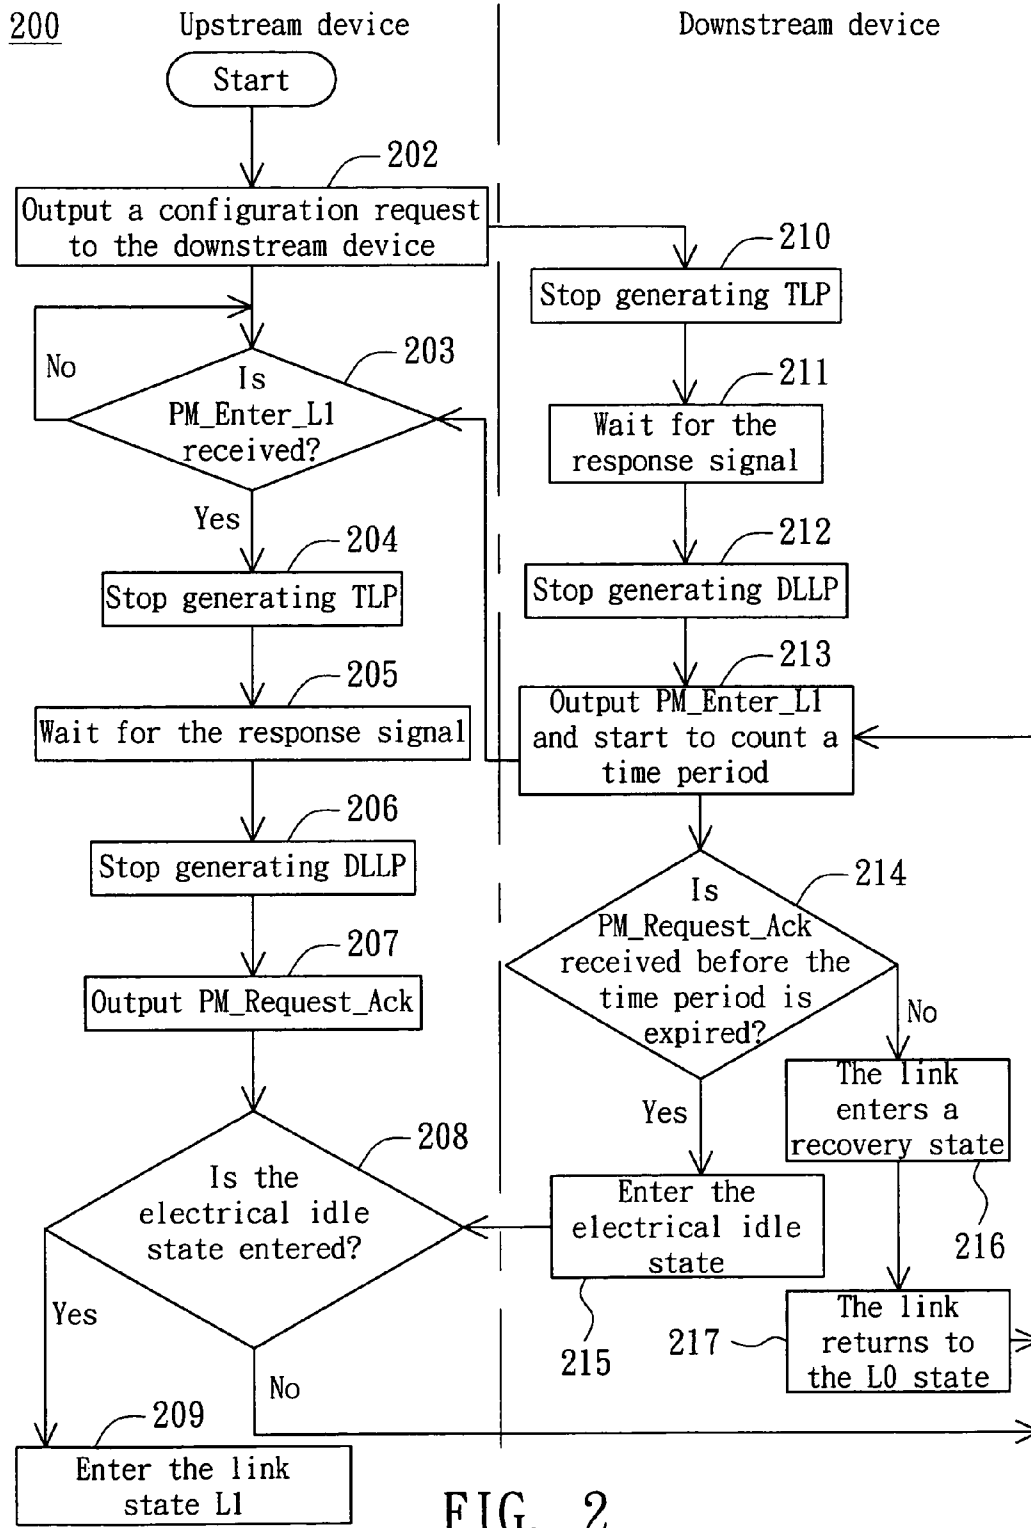 200
Upstream device
Downstream device
Start
202
Output a configuration request
to the downstream device
210
Stop generating TLP
No
203
Is
PM_Enter_L1
received?
211
Wait for the
response signal
Yes
204
Stop generating TLP
212
Stop generating DLLP
205
Wait for the response signal
213
Output PM_Enter_L1
and start to count a
time period
206
Stop generating DLLP
214
Is
PM_Request_Ack
received before the
time period is
expired?
207
Output PM_Request_Ack
No
Yes
The link
enters a
recovery state
216
208
Is the
electrical idle
state entered?
Enter the
electrical idle
state
215
Yes
No
217
The link
returns to
the L0 state
209
Enter the link
state L1
FIG. 2